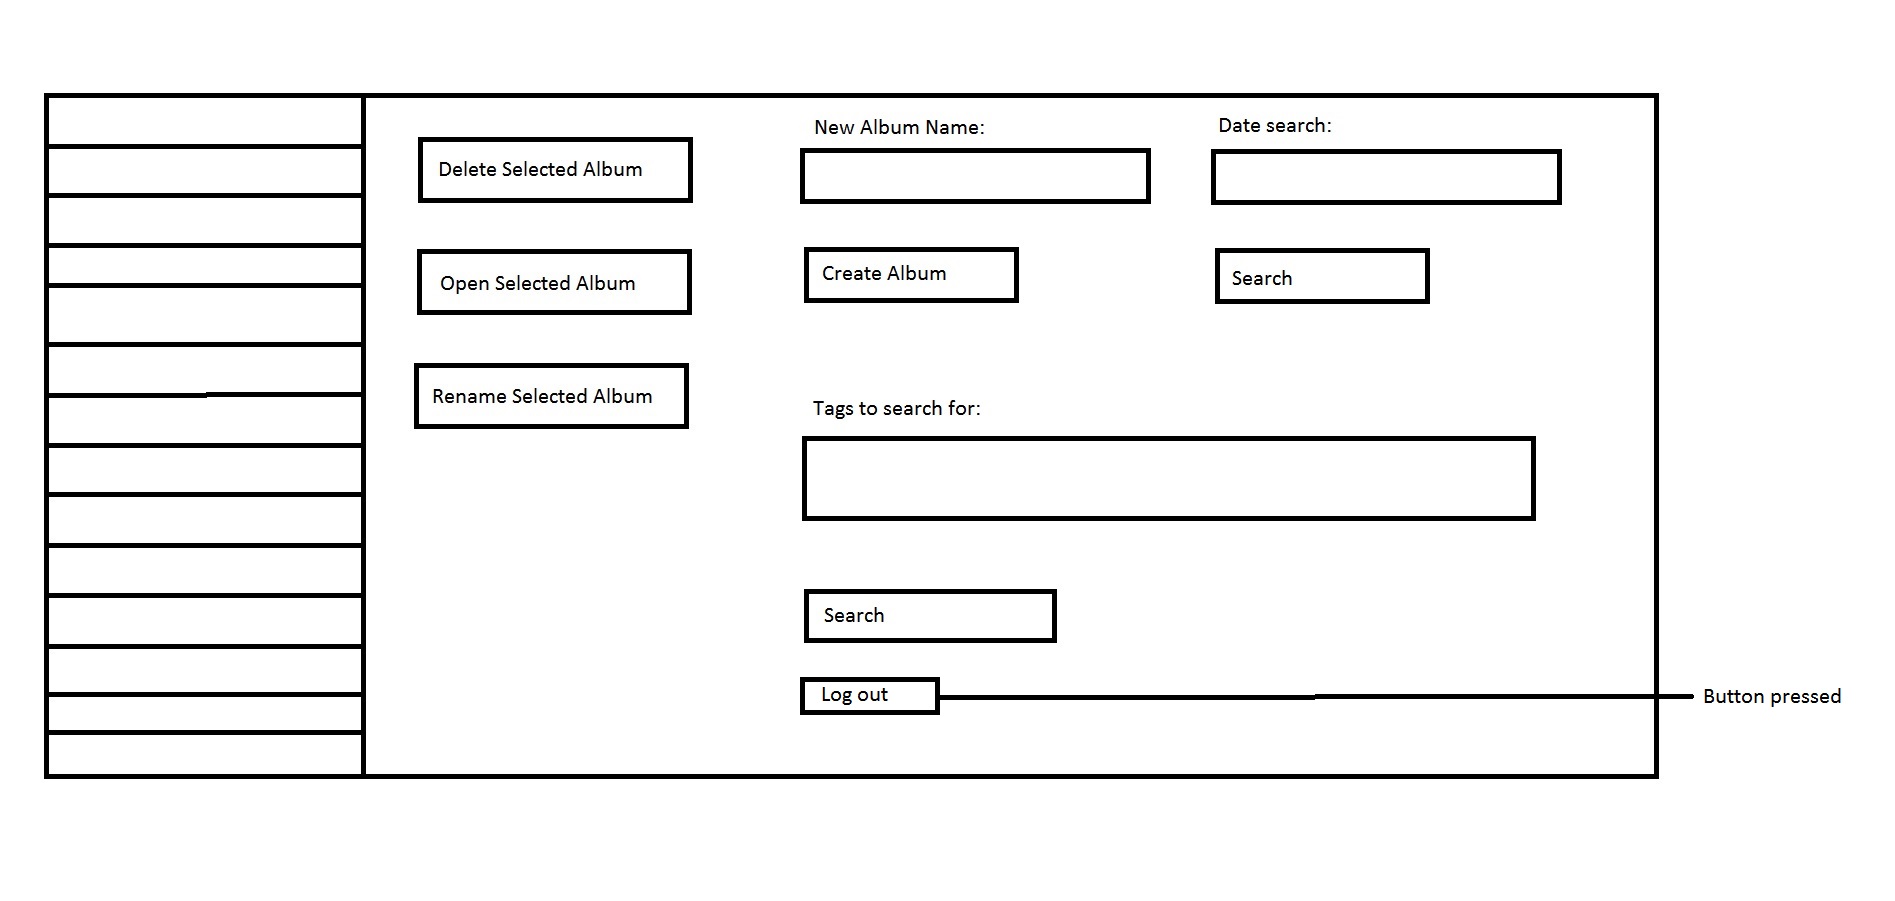 New Album Name:
Date search:
Delete Selected Album
Open Selected Album
Create Album
Search
Rename Selected Album
Tags to search for:
Search
Log out
Button pressed